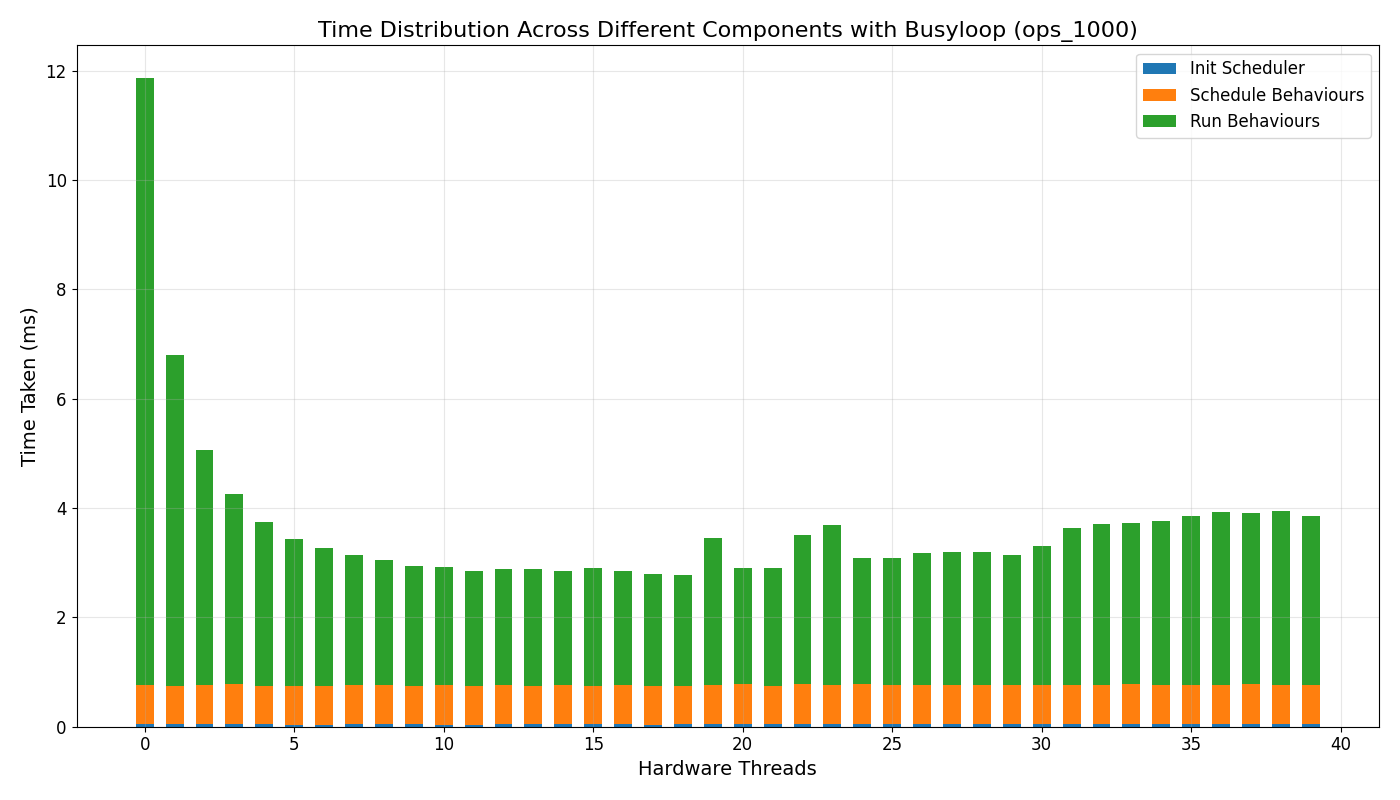 Time Distribution Across Different Components with Busyloop (ops_1000)
Init Scheduler
Schedule Behaviours
Run Behaviours
Time Taken (ms)
12
10
8
6
4
2
0
0 5 10 15 20 25 30 35 40
Hardware Threads